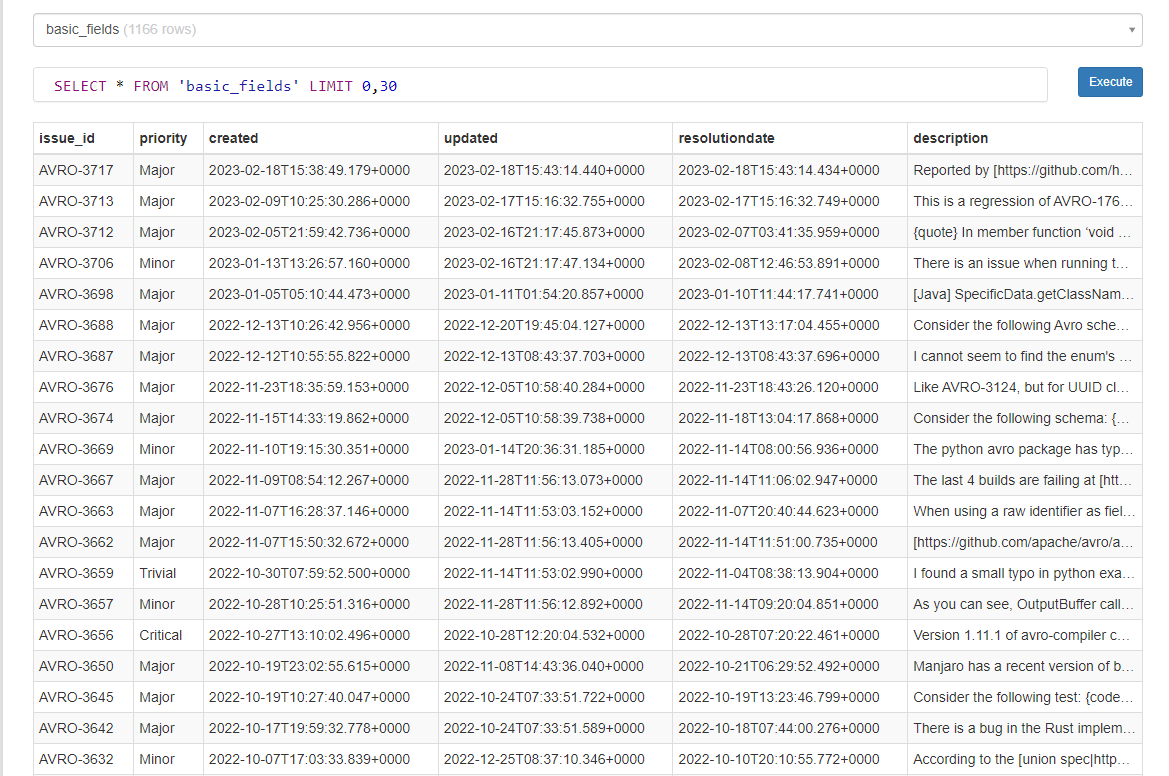 basic_fields (1166 rows)
SELECT * FROM 'basic_fields' LIMIT 0,30
Execute
issue_id priority created updated resolutiondate description
AVRO-3717 Major 2023-02-18T15:38:49.179+0000 2023-02-18T15:43:14.440+0000 2023-02-18T15:43:14.434+0000 Reported by [https://github.com/h...
AVRO-3713 Major 2023-02-09T10:25:30.286+0000 2023-02-17T15:16:32.755+0000 2023-02-17T15:16:32.749+0000 This is a regression of AVRO-176...
AVRO-3712 Major 2023-02-05T21:59:42.736+0000 2023-02-16T21:17:45.873+0000 2023-02-07T03:41:35.959+0000 {quote} In member function ‘void ...
AVRO-3706 Minor 2023-01-13T13:26:57.160+0000 2023-02-16T21:17:47.134+0000 2023-02-08T12:46:53.891+0000 There is an issue when running t...
AVRO-3698 Major 2023-01-05T05:10:44.473+0000 2023-01-11T01:54:20.857+0000 2023-01-10T11:44:17.741+0000 [Java] SpecificData.getClassNam...
AVRO-3688 Major 2022-12-13T10:26:42.956+0000 2022-12-20T19:45:04.127+0000 2022-12-13T13:17:04.455+0000 Consider the following Avro sche...
AVRO-3687 Major 2022-12-12T10:55:55.822+0000 2022-12-13T08:43:37.703+0000 2022-12-13T08:43:37.696+0000 I cannot seem to find the enum's ...
AVRO-3676 Major 2022-11-23T18:35:59.153+0000 2022-12-05T10:58:40.284+0000 2022-11-23T18:43:26.120+0000 Like AVRO-3124, but for UUID cl...
AVRO-3674 Major 2022-11-15T14:33:19.862+0000 2022-12-05T10:58:39.738+0000 2022-11-18T13:04:17.868+0000 Consider the following schema: {...
AVRO-3669 Minor 2022-11-10T19:15:30.351+0000 2023-01-14T20:36:31.185+0000 2022-11-14T08:00:56.936+0000 The python avro package has typ...
AVRO-3667 Major 2022-11-09T08:54:12.267+0000 2022-11-28T11:56:13.073+0000 2022-11-14T11:06:02.947+0000 The last 4 builds are failing at [htt...
AVRO-3663 Major 2022-11-07T16:28:37.146+0000 2022-11-14T11:53:03.152+0000 2022-11-07T20:40:44.623+0000 When using a raw identifier as fiel...
AVRO-3662 Major 2022-11-07T15:50:32.672+0000 2022-11-28T11:56:13.405+0000 2022-11-14T11:51:00.735+0000 [https://github.com/apache/avro/a...
AVRO-3659 Trivial 2022-10-30T07:59:52.500+0000 2022-11-14T11:53:02.990+0000 2022-11-04T08:38:13.904+0000 I found a small typo in python exa...
AVRO-3657 Minor 2022-10-28T10:25:51.316+0000 2022-11-28T11:56:12.892+0000 2022-11-14T09:20:04.851+0000 As you can see, OutputBuffer call...
AVRO-3656 Critical 2022-10-27T13:10:02.496+0000 2022-10-28T12:20:04.532+0000 2022-10-28T07:20:22.461+0000 Version 1.11.1 of avro-compiler c...
AVRO-3650 Major 2022-10-19T23:02:55.615+0000 2022-11-08T14:43:36.040+0000 2022-10-21T06:29:52.492+0000 Manjaro has a recent version of b...
AVRO-3645 Major 2022-10-19T10:27:40.047+0000 2022-10-24T07:33:51.722+0000 2022-10-19T13:23:46.799+0000 Consider the following test: {code...
AVRO-3642 Major 2022-10-17T19:59:32.778+0000 2022-10-24T07:33:51.589+0000 2022-10-18T07:44:00.276+0000 There is a bug in the Rust implem...
AVRO-3632 Minor 2022-10-07T17:03:33.839+0000 2022-12-25T08:37:10.346+0000 2022-10-10T20:10:55.772+0000 According to the [union spec|http...